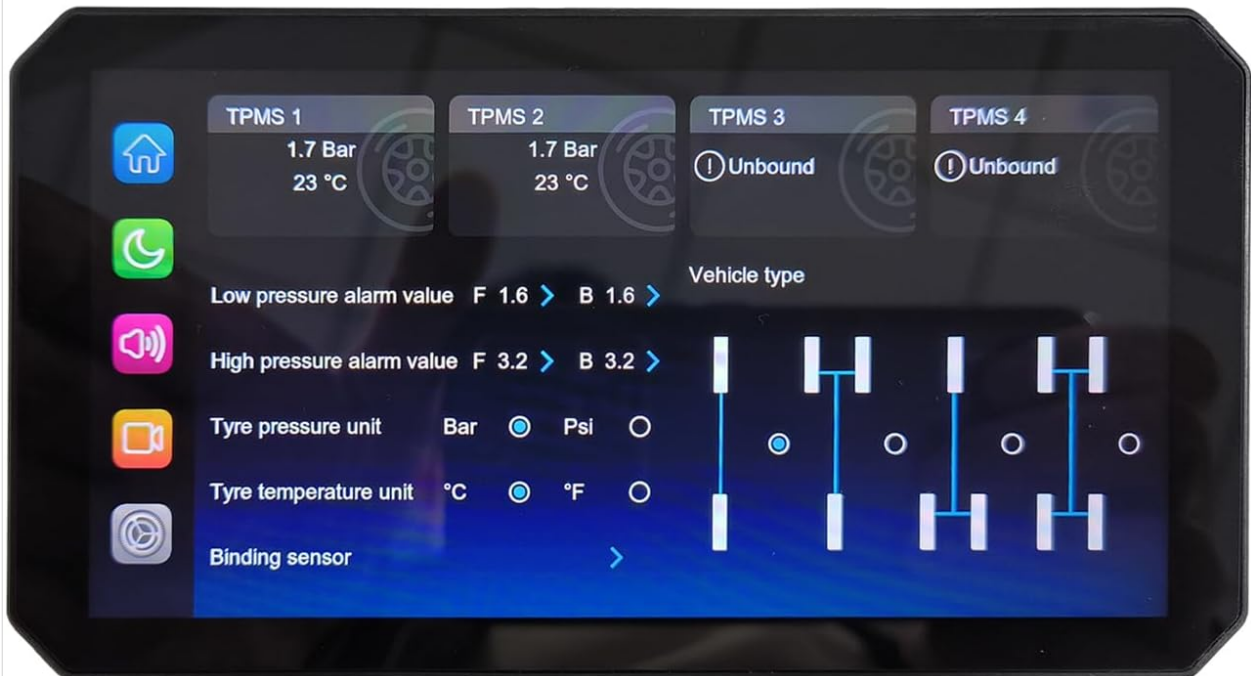 TPMS 1
1.7 Bar
23 °C
TPMS 2
1.7 Bar
23 °C
TPMS 3
Unbound
TPMS 4
Unbound
Low pressure alarm value F 1.6 > B 1.6 >
High pressure alarm value F 3.2 > B 3.2 >
Tyre pressure unit Bar Psi
Tyre temperature unit °C °F
Binding sensor >
Vehicle type